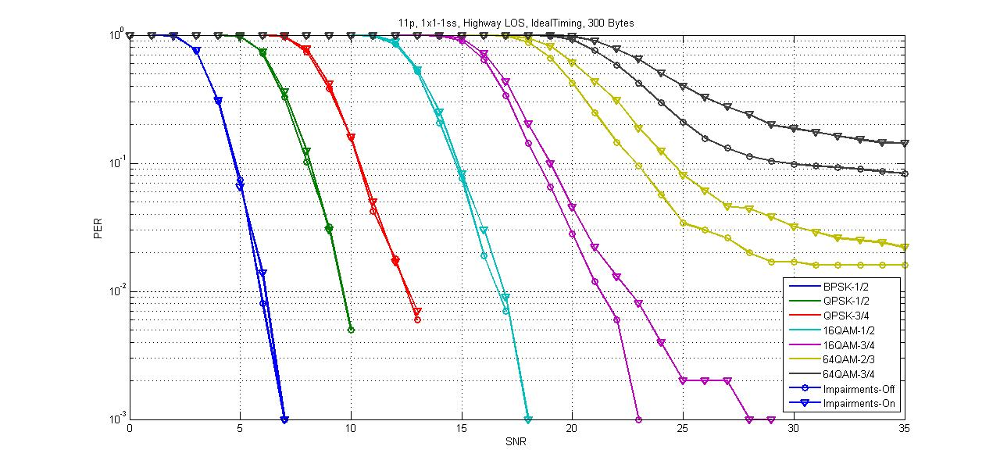 11p, 1x1-1ss, Highway LOS, IdealTiming, 300 Bytes
10^0
10^-1
PER
10^-2
10^-3
BPSK-1/2
QPSK-1/2
QPSK-3/4
16QAM-1/2
16QAM-3/4
64QAM-2/3
64QAM-3/4
Impairments-Off
Impairments-On
0 5 10 15 20 25 30 35
SNR